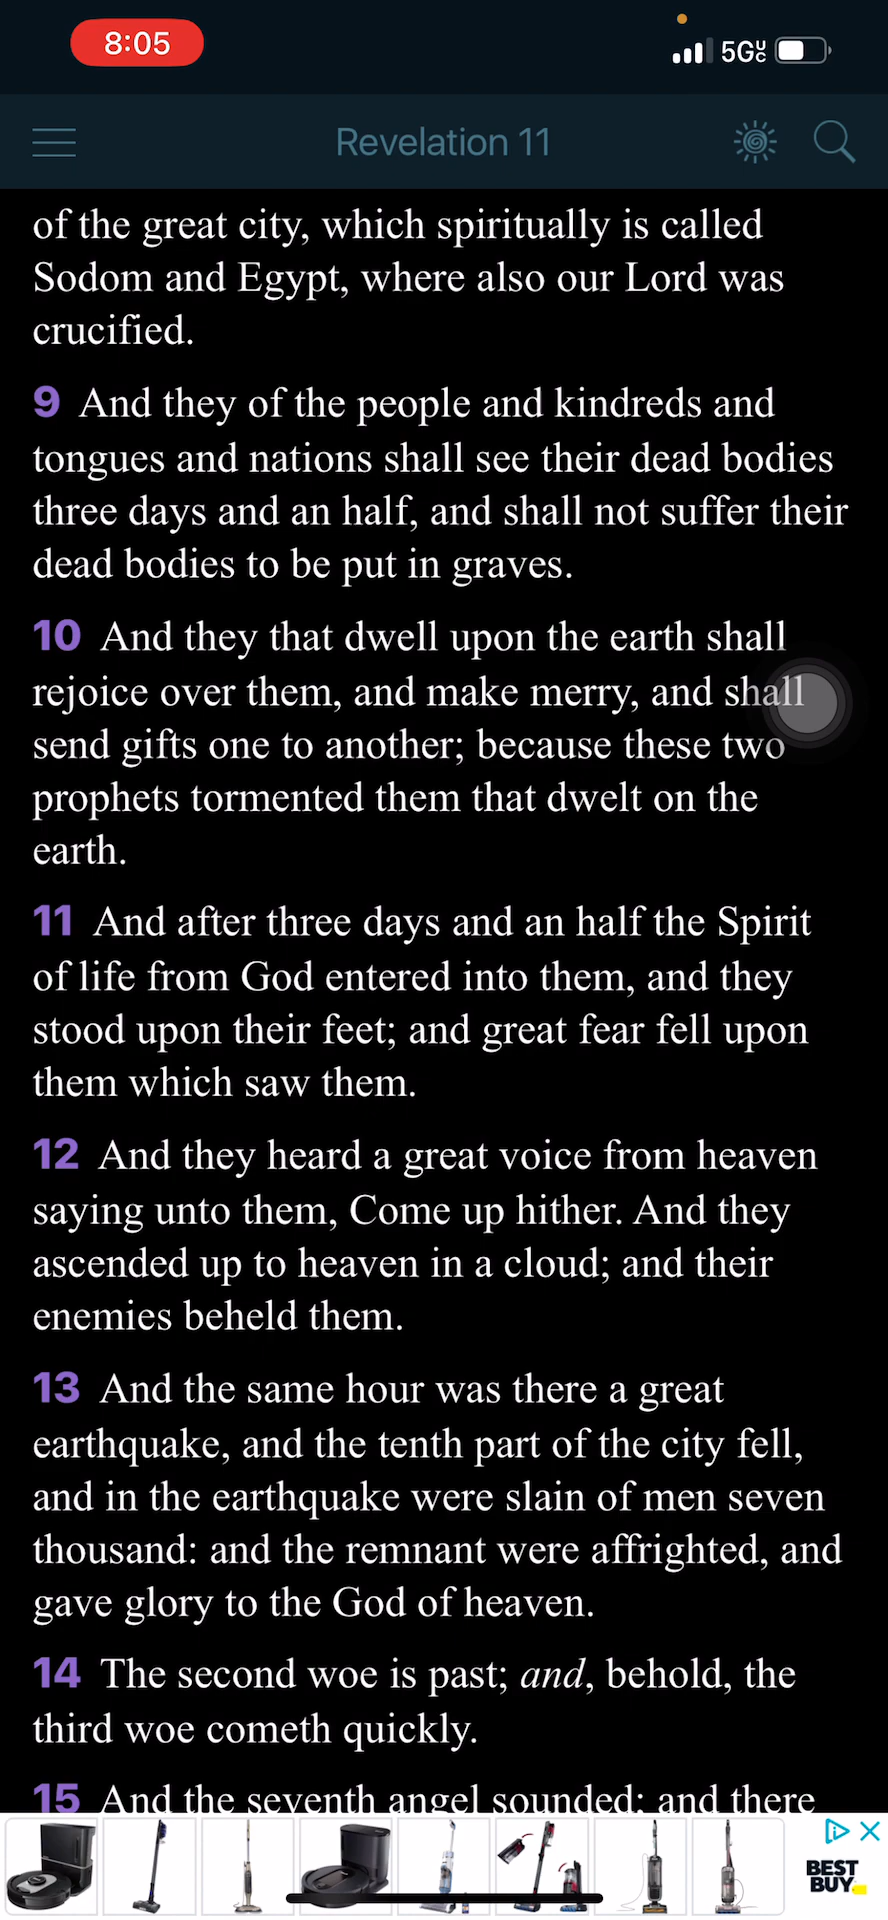 8:05
5G UC
Revelation 11
of the great city, which spiritually is called
Sodom and Egypt, where also our Lord was
crucified.
9 And they of the people and kindreds and
tongues and nations shall see their dead bodies
three days and an half, and shall not suffer their
dead bodies to be put in graves.
10 And they that dwell upon the earth shall
rejoice over them, and make merry, and shall
send gifts one to another; because these two
prophets tormented them that dwelt on the
earth.
11 And after three days and an half the Spirit
of life from God entered into them, and they
stood upon their feet; and great fear fell upon
them which saw them.
12 And they heard a great voice from heaven
saying unto them, Come up hither. And they
ascended up to heaven in a cloud; and their
enemies beheld them.
13 And the same hour was there a great
earthquake, and the tenth part of the city fell,
and in the earthquake were slain of men seven
thousand: and the remnant were affrighted, and
gave glory to the God of heaven.
14 The second woe is past; and, behold, the
third woe cometh quickly.
15 And the seventh angel sounded; and there
BEST
BUY